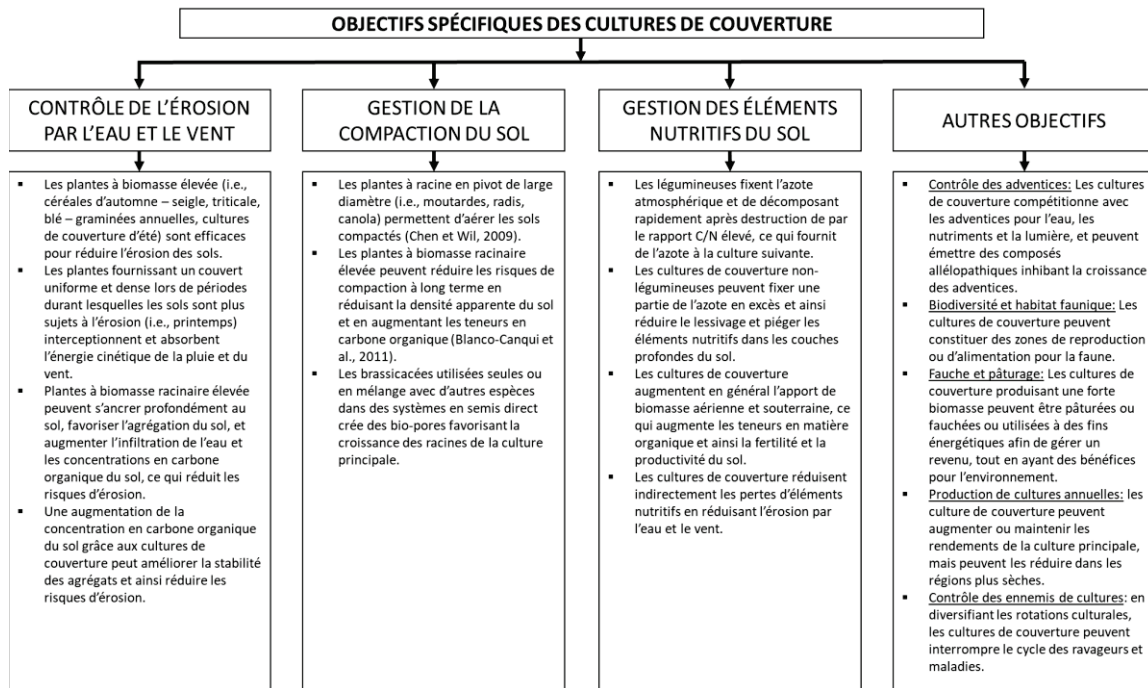 OBJECTIFS SPÉCIFIQUES DES CULTURES DE COUVERTURE
CONTRÔLE DE L'ÉROSION
PAR L'EAU ET LE VENT
▪ Les plantes à biomasse élevée (i.e.,
céréales d'automne – seigle, triticale,
blé – graminées annuelles, cultures
de couverture d'été) sont efficaces
pour réduire l'érosion des sols.
▪ Les plantes fournissant un couvert
uniforme et dense lors de périodes
durant lesquelles les sols sont plus
sujets à l'érosion (i.e., printemps)
interceptionnent et absorbent
l'énergie cinétique de la pluie et du
vent.
▪ Plantes à biomasse racinaire élevée
peuvent s'ancrer profondément au
sol, favoriser l'agrégation du sol, et
augmenter l'infiltration de l'eau et
les concentrations en carbone
organique du sol, ce qui réduit les
risques d'érosion.
▪ Une augmentation de la
concentration en carbone organique
du sol grâce aux cultures de
couverture peut améliorer la stabilité
des agrégats et ainsi réduire les
risques d'érosion.
GESTION DE LA
COMPACTION DU SOL
▪ Les plantes à racine en pivot de large
diamètre (i.e., moutardes, radis,
canola) permettent d'aérer les sols
compactés (Chen et Wil, 2009).
▪ Les plantes à biomasse racinaire
élevée peuvent réduire les risques de
compaction à long terme en
réduisant la densité apparente du sol
et en augmentant les teneurs en
carbone organique (Blanco-Canqui et
al., 2011).
▪ Les brassicacées utilisées seules ou
en mélange avec d'autres espèces
dans des systèmes en semis direct
crée des bio-pores favorisant la
croissance des racines de la culture
principale.
GESTION DES ÉLÉMENTS
NUTRITIFS DU SOL
▪ Les légumineuses fixent l'azote
atmosphérique et de décomposant
rapidement après destruction de par
le rapport C/N élevé, ce qui fournit
de l'azote à la culture suivante.
▪ Les cultures de couverture non-
légumineuses peuvent fixer une
partie de l'azote en excès et ainsi
réduire le lessivage et piéger les
éléments nutritifs dans les couches
profondes du sol.
▪ Les cultures de couverture
augmentent en général l'apport de
biomasse aérienne et souterraine, ce
qui augmente les teneurs en matière
organique et ainsi la fertilité et la
productivité du sol.
▪ Les cultures de couverture réduisent
indirectement les pertes d'éléments
nutritifs en réduisant l'érosion par
l'eau et le vent.
AUTRES OBJECTIFS
▪ Contrôle des adventices: Les cultures
de couverture compétitionne avec
les adventices pour l'eau, les
nutriments et la lumière, et peuvent
émettre des composés
allélopathiques inhibant la croissance
des adventices.
▪ Biodiversité et habitat faunique: Les
cultures de couverture peuvent
constituer des zones de reproduction
ou d'alimentation pour la faune.
▪ Fauche et pâturage: Les cultures de
couverture produisant une forte
biomasse peuvent être pâturées ou
fauchées ou utilisées à des fins
énergétiques afin de gérer un
revenu, tout en ayant des bénéfices
pour l'environnement.
▪ Production de cultures annuelles: les
culture de couverture peuvent
augmenter ou maintenir les
rendements de la culture principale,
mais peuvent les réduire dans les
régions plus sèches.
▪ Contrôle des ennemis de cultures: en
diversifiant les rotations culturales,
les cultures de couverture peuvent
interrompre le cycle des ravageurs et
maladies.